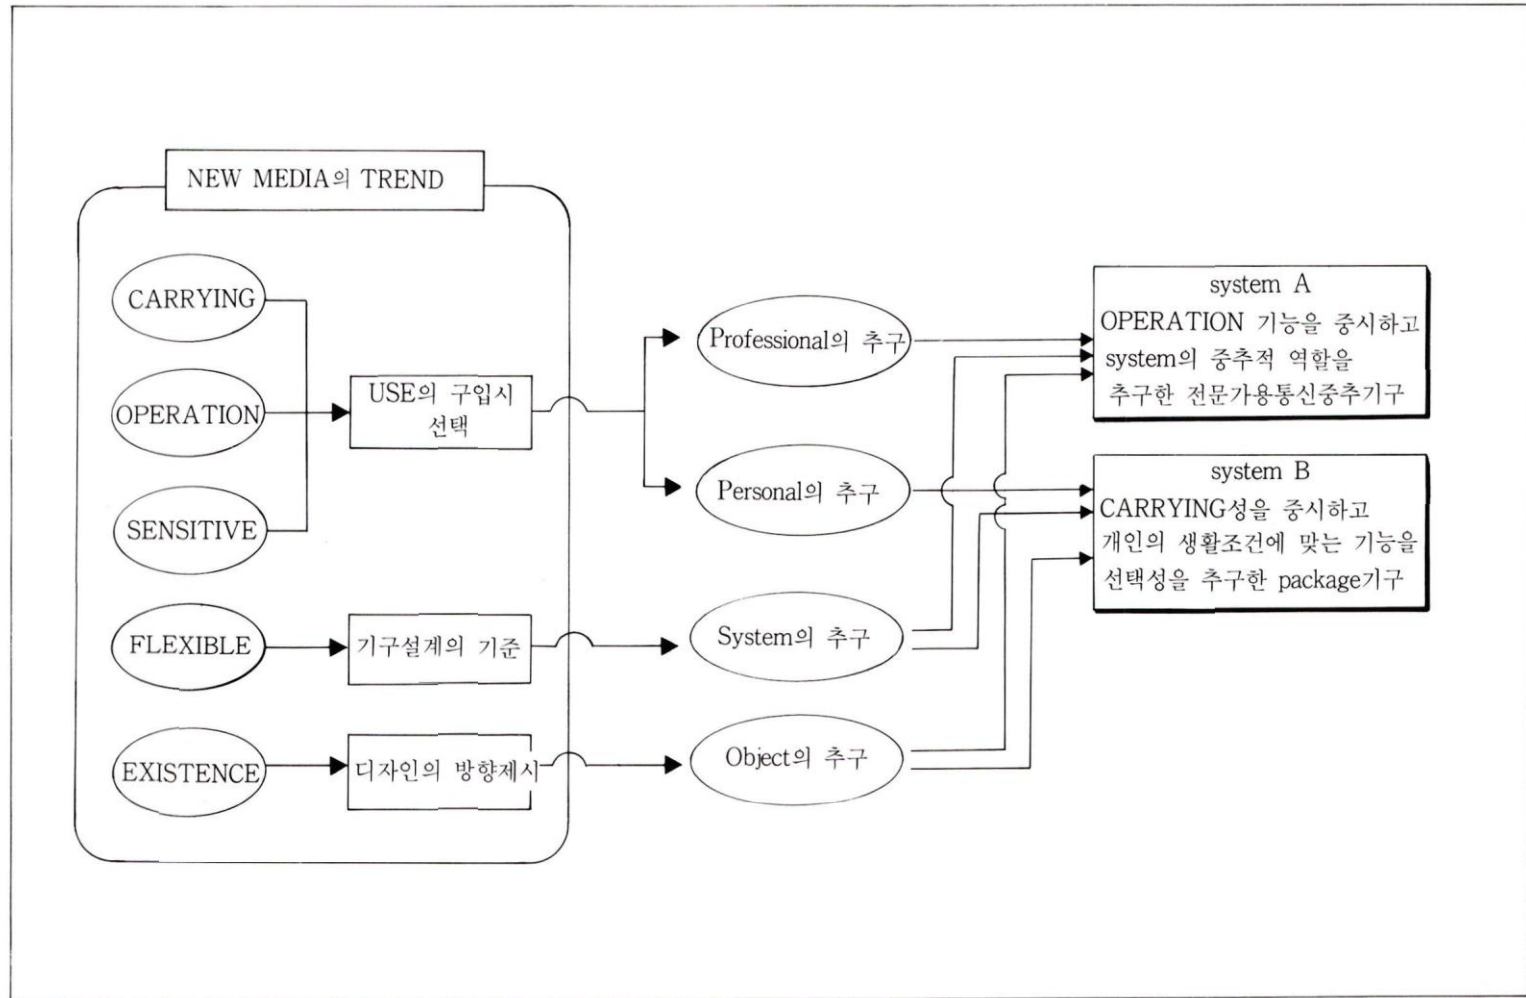 NEW MEDIA의 TREND
CARRYING
OPERATION
SENSITIVE
FLEXIBLE
EXISTENCE
USE의 구입시
선택
기구설계의 기준
디자인의 방향제시
Professional의 추구
Personal의 추구
System의 추구
Object의 추구
system A
OPERATION 기능을 중시하고
system의 중추적 역할을
추구한 전문가용통신중추기구
system B
CARRYING성을 중시하고
개인의 생활조건에 맞는 기능을
선택성을 추구한 package기구